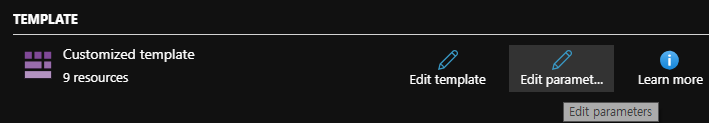 TEMPLATE
Customized template
9 resources
Edit template
Edit paramet...
Learn more
Edit parameters